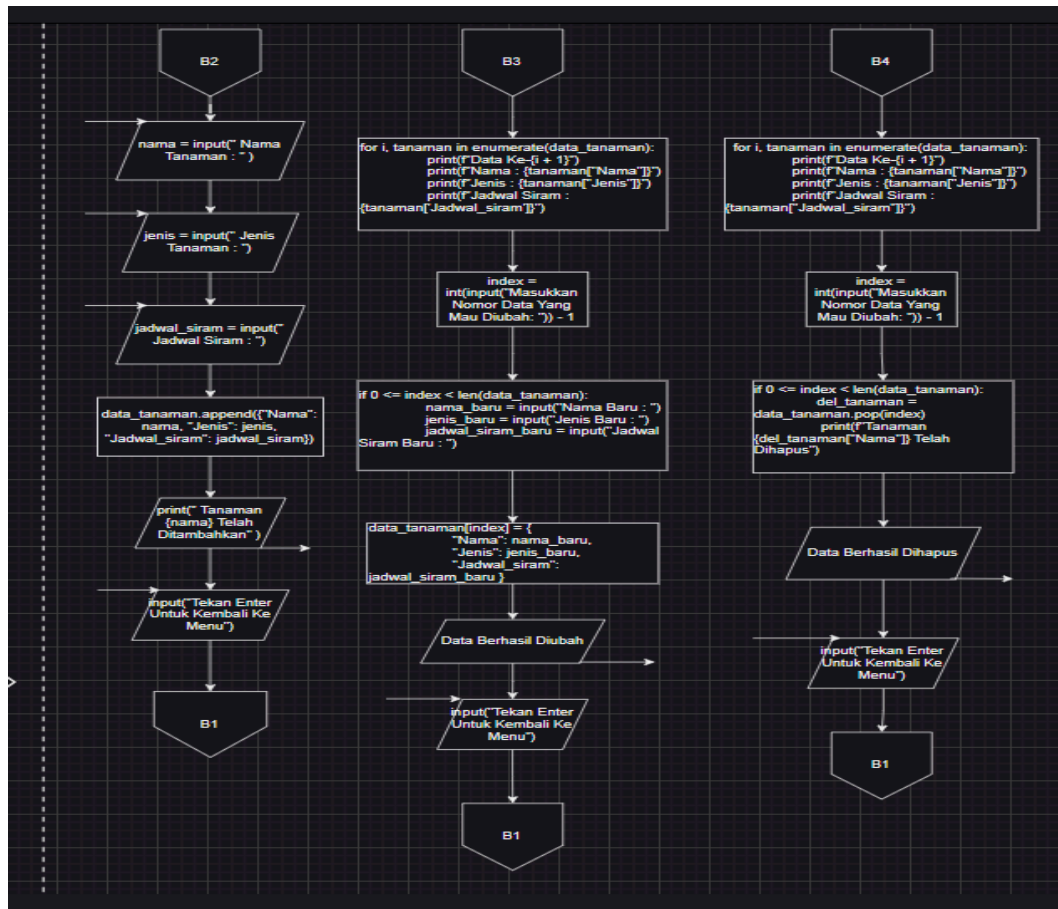 B2
nama = input(" Nama
Tanaman : " )
jenis = input(" Jenis
Tanaman : ")
jadwal_siram = input("
Jadwal Siram : ")
data_tanaman.append({"Nama":
nama, "Jenis": jenis,
"Jadwal_siram": jadwal_siram})
print(" Tanaman
{nama} Telah
Ditambahkan" )
input("Tekan Enter
Untuk Kembali Ke
Menu")
B1
B3
for i, tanaman in enumerate(data_tanaman):
print(f"Data Ke-{i + 1}")
print(f"Nama : {tanaman["Nama"]}")
print(f"Jenis : {tanaman["Jenis"]}")
print(f"Jadwal Siram :
{tanaman["Jadwal_siram"]}")
index =
int(input("Masukkan
Nomor Data Yang
Mau Diubah: ")) - 1
if 0 <= index < len(data_tanaman):
nama_baru = input("Nama Baru : ")
jenis_baru = input("Jenis Baru : ")
jadwal_siram_baru = input("Jadwal
Siram Baru : ")
data_tanaman[index] = {
"Nama": nama_baru,
"Jenis": jenis_baru,
"Jadwal_siram":
jadwal_siram_baru }
Data Berhasil Diubah
input("Tekan Enter
Untuk Kembali Ke
Menu")
B1
B4
for i, tanaman in enumerate(data_tanaman):
print(f"Data Ke-{i + 1}")
print(f"Nama : {tanaman["Nama"]}")
print(f"Jenis : {tanaman["Jenis"]}")
print(f"Jadwal Siram :
{tanaman["Jadwal_siram"]}")
index =
int(input("Masukkan
Nomor Data Yang
Mau Diubah: ")) - 1
if 0 <= index < len(data_tanaman):
del_tanaman =
data_tanaman.pop(index)
print(f"Tanaman
{del_tanaman["Nama"]} Telah
Dihapus")
Data Berhasil Dihapus
input("Tekan Enter
Untuk Kembali Ke
Menu")
B1